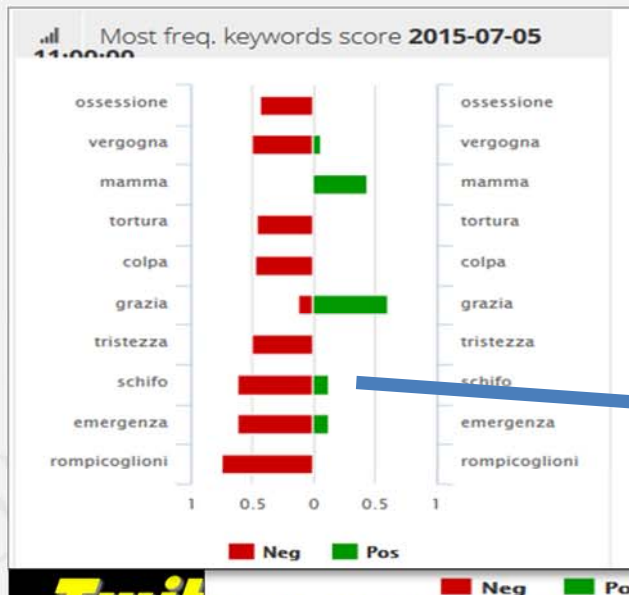 Most freq. keywords score 2015-07-05
11:00:00
ossessione ossessione
vergogna vergogna
mamma mamma
tortura tortura
colpa colpa
grazia grazia
tristezza tristezza
schifo schifo
emergenza emergenza
rompicoglioni rompicoglioni
1 0.5 0 0.5 1
Neg Pos
Twit Neg Po